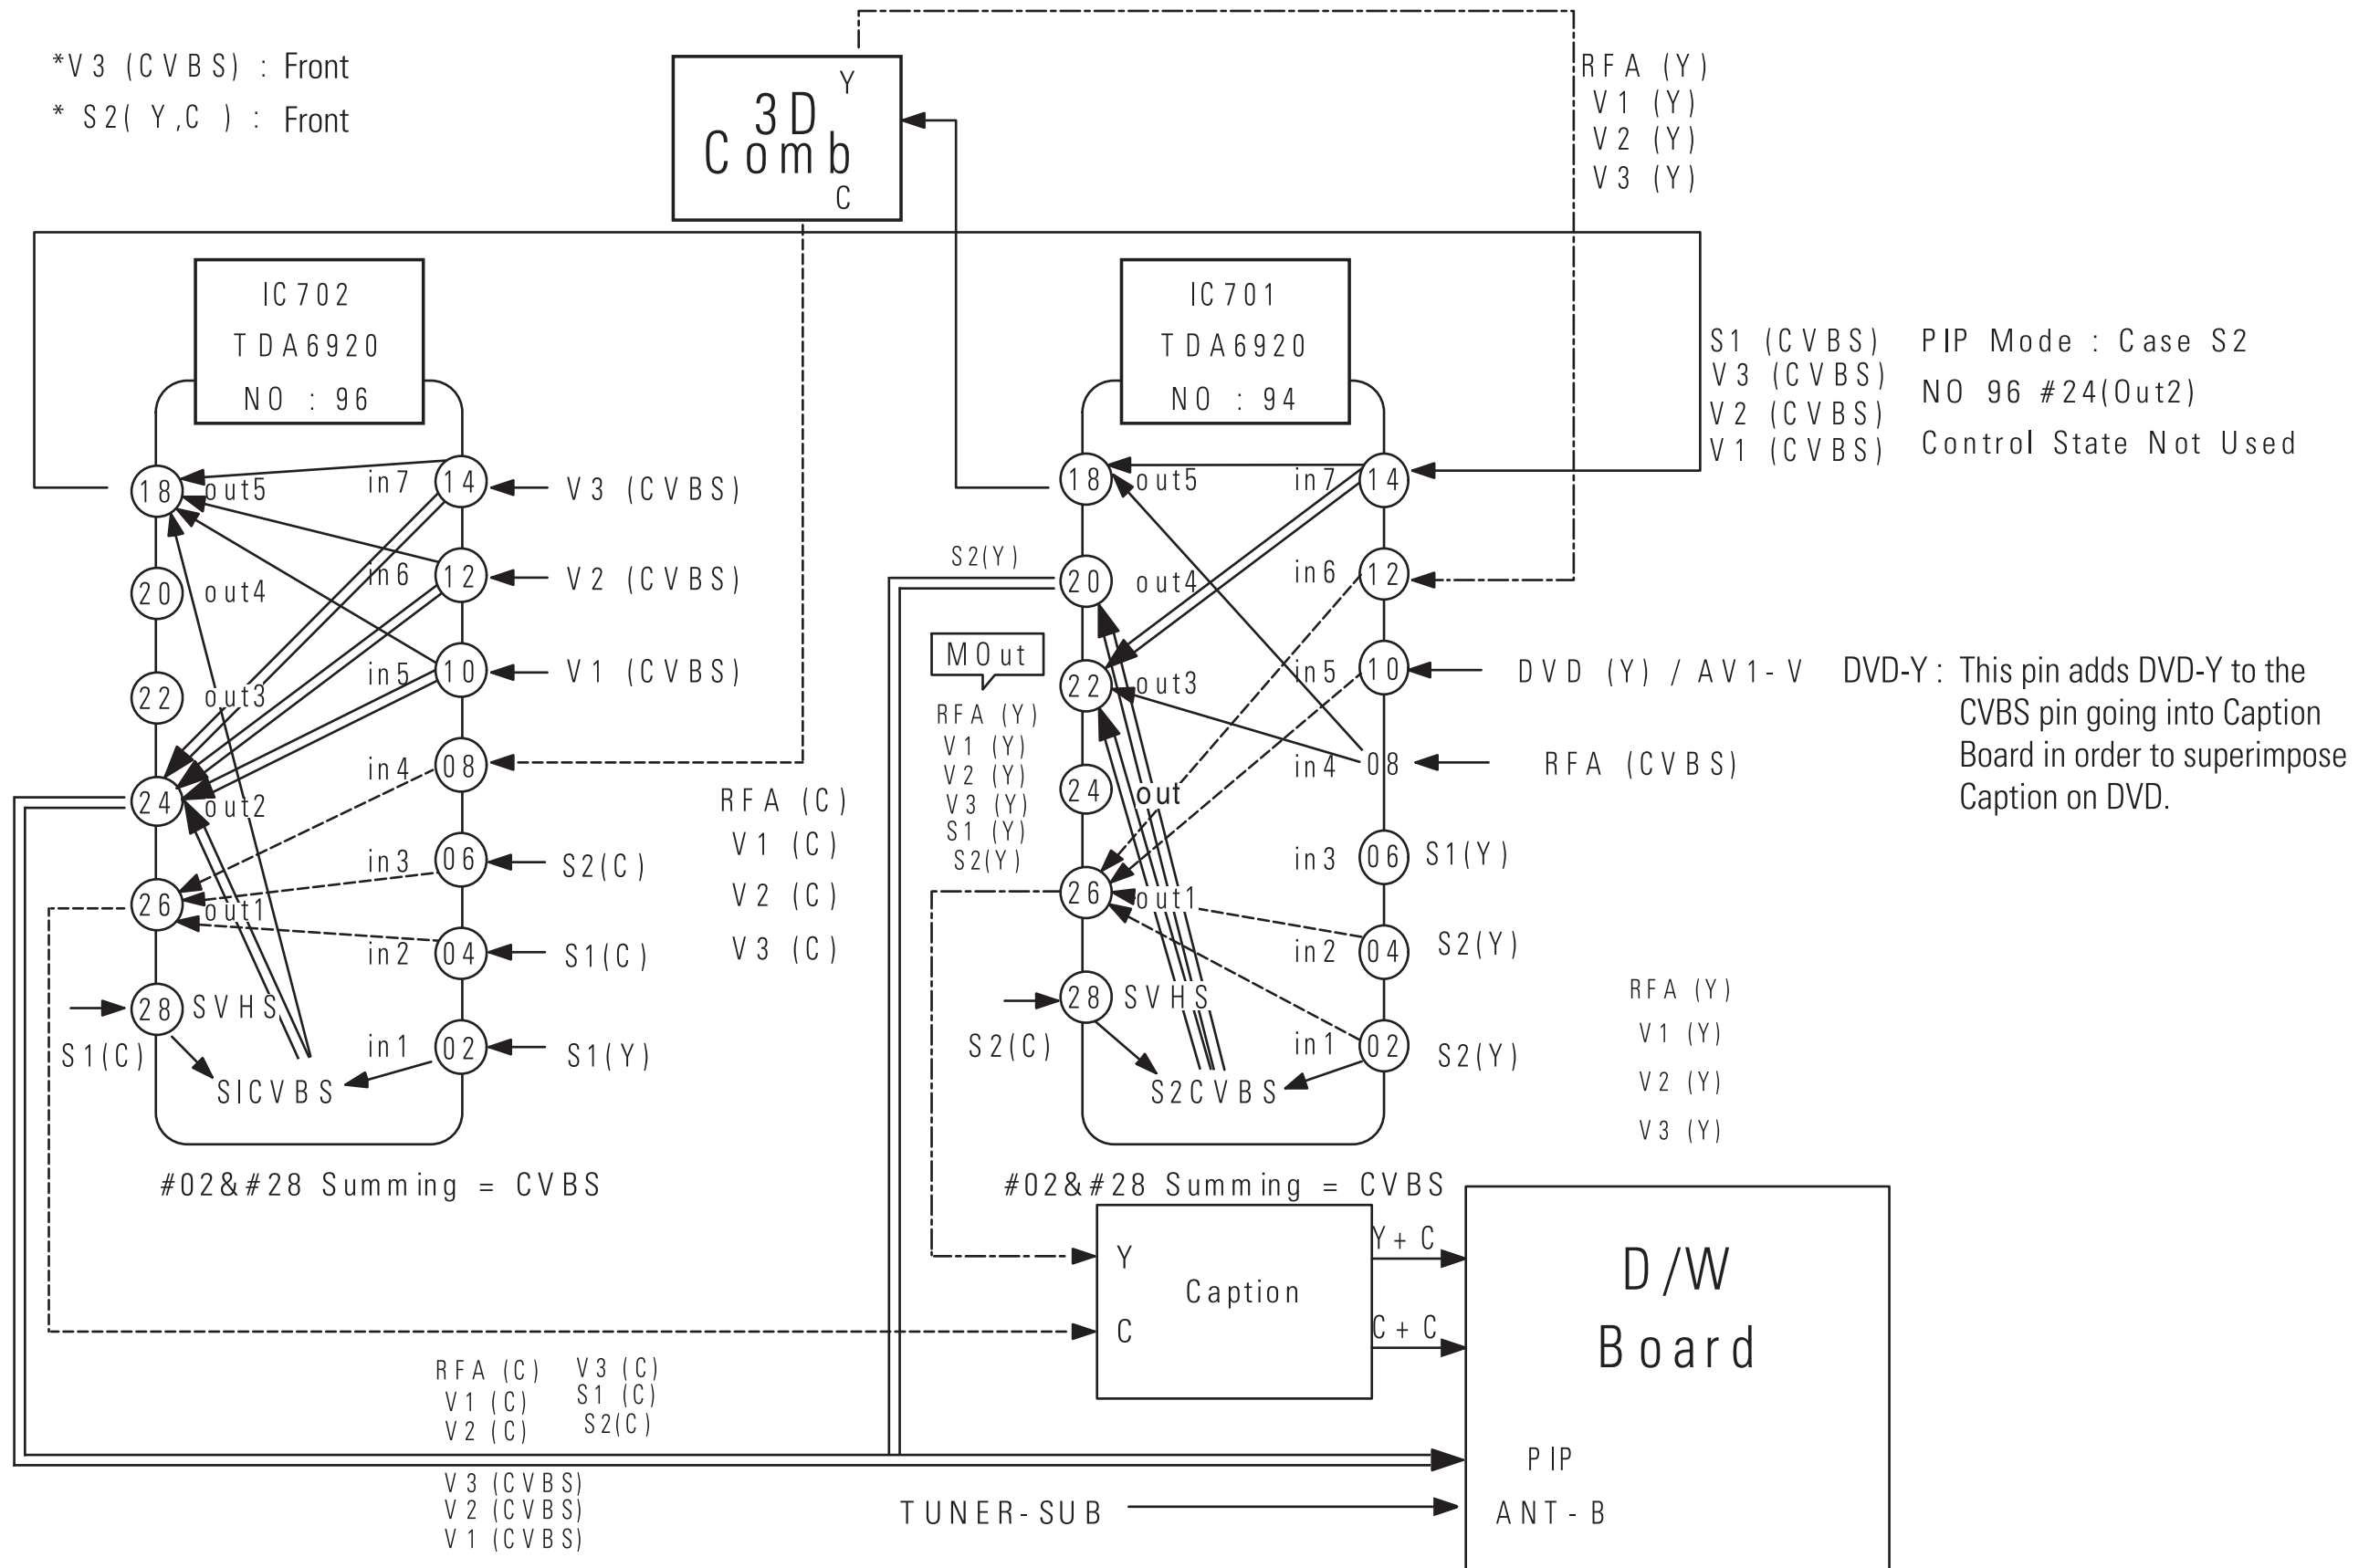 *V3 (CVBS) : Front
* S2( Y,C ) : Front
Y
3D
Comb
C
RFA (Y)
V1 (Y)
V2 (Y)
V3 (Y)
IC702
TDA6920
NO : 96
18 out5
in7 14
V3 (CVBS)
20 out4
in6 12
V2 (CVBS)
22 out3
in5 10
V1 (CVBS)
24 out2
in4 08
26 out1
in3 06
S2(C)
in2 04
S1(C)
28 SVHS
S1(C)
in1 02
S1(Y)
SICVBS
#02&#28 Summing = CVBS
RFA (C)
V1 (C)
V2 (C)
V3 (C)
IC701
TDA6920
NO : 94
S1 (CVBS)
V3 (CVBS)
V2 (CVBS)
V1 (CVBS)
PIP Mode : Case S2
NO 96 #24(Out2)
Control State Not Used
18 out5
in7 14
S2(Y)
20 out4
in6 12
MOut
22 out3
in5 10
DVD (Y) / AV1-V
DVD-Y : This pin adds DVD-Y to the
CVBS pin going into Caption
Board in order to superimpose
Caption on DVD.
RFA (Y)
V1 (Y)
V2 (Y)
V3 (Y)
S1 (Y)
S2(Y)
24 out
in4 08
RFA (CVBS)
26 out1
in3 06
S1(Y)
in2 04
S2(Y)
28 SVHS
S2(C)
in1 02
S2(Y)
S2CVBS
#02&#28 Summing = CVBS
RFA (Y)
V1 (Y)
V2 (Y)
V3 (Y)
Y
Caption
C
Y+ C
C + C
D/W
Board
PIP
ANT-B
TUNER-SUB
RFA (C)
V1 (C)
V2 (C)
V3 (C)
S1 (C)
S2(C)
V3 (CVBS)
V2 (CVBS)
V1 (CVBS)